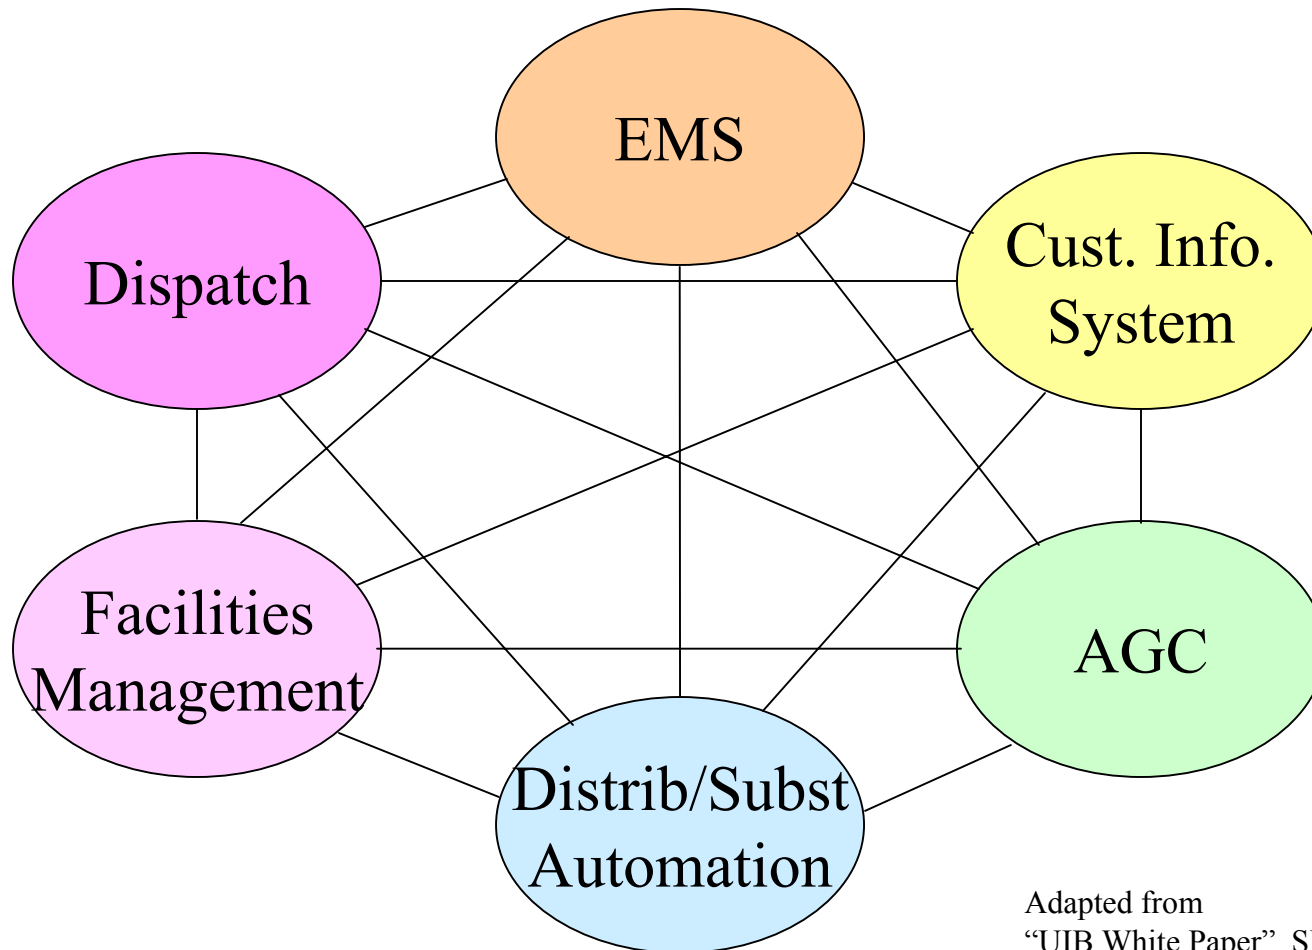 EMS
Dispatch
Cust. Info.
System
Facilities
Management
AGC
Distrib/Subst
Automation
Adapted from
“UIB White Paper”